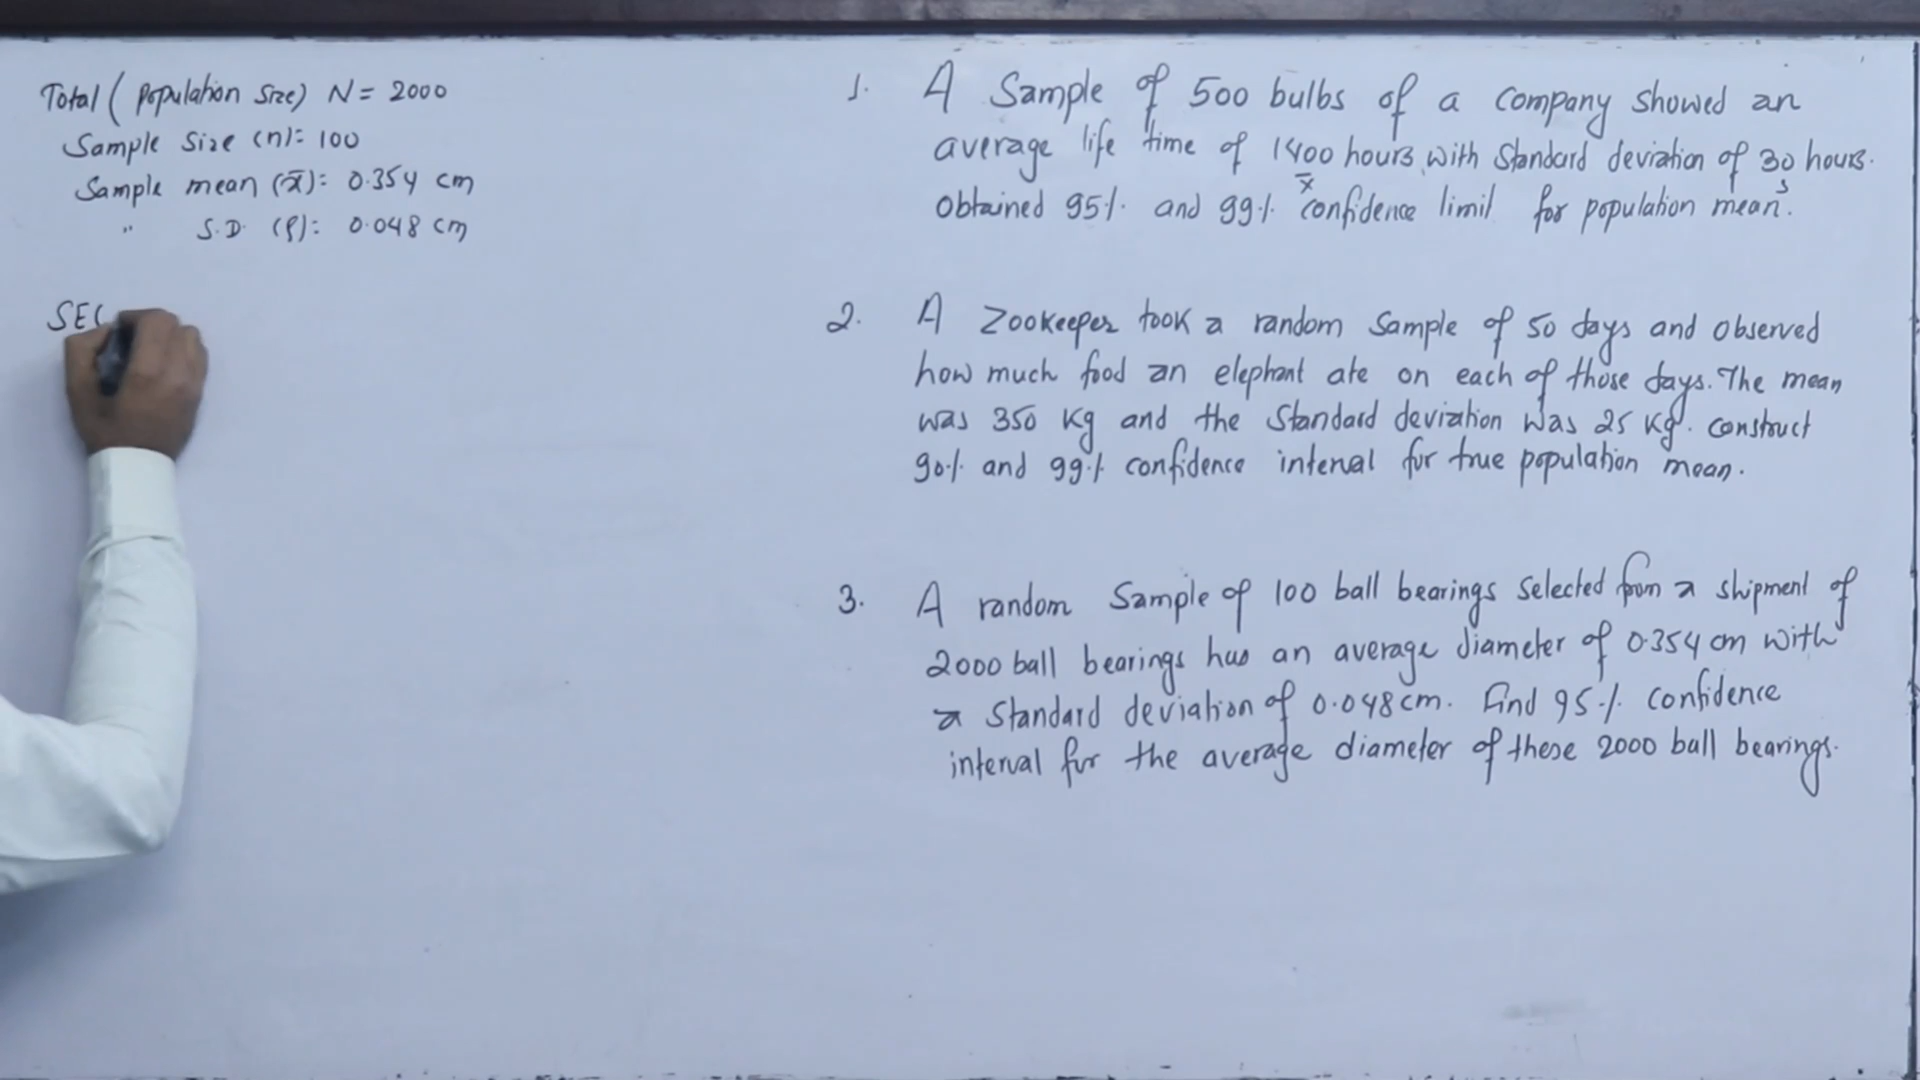 Total (Population Size) N = 2000
Sample Size (n): 100
Sample mean (x̄): 0.354 cm
" S.D. (s): 0.048 cm
SE(
1. A Sample of 500 bulbs of a Company showed an
average life time of 1400 hours, with Standard deviation of 30 hours.
x̄ s
obtained 95% and 99% confidence limit for population mean.
2. A Zookeeper took a random sample of 50 days and observed
how much food an elephant ate on each of those days. The mean
was 350 Kg and the Standard deviation was 25 Kg. construct
90% and 99% confidence interval for true population mean.
3. A random Sample of 100 ball bearings selected from a shipment of
2000 ball bearings has an average diameter of 0.354 cm with
a Standard deviation of 0.048cm. Find 95% confidence
interval for the average diameter of these 2000 ball bearings.